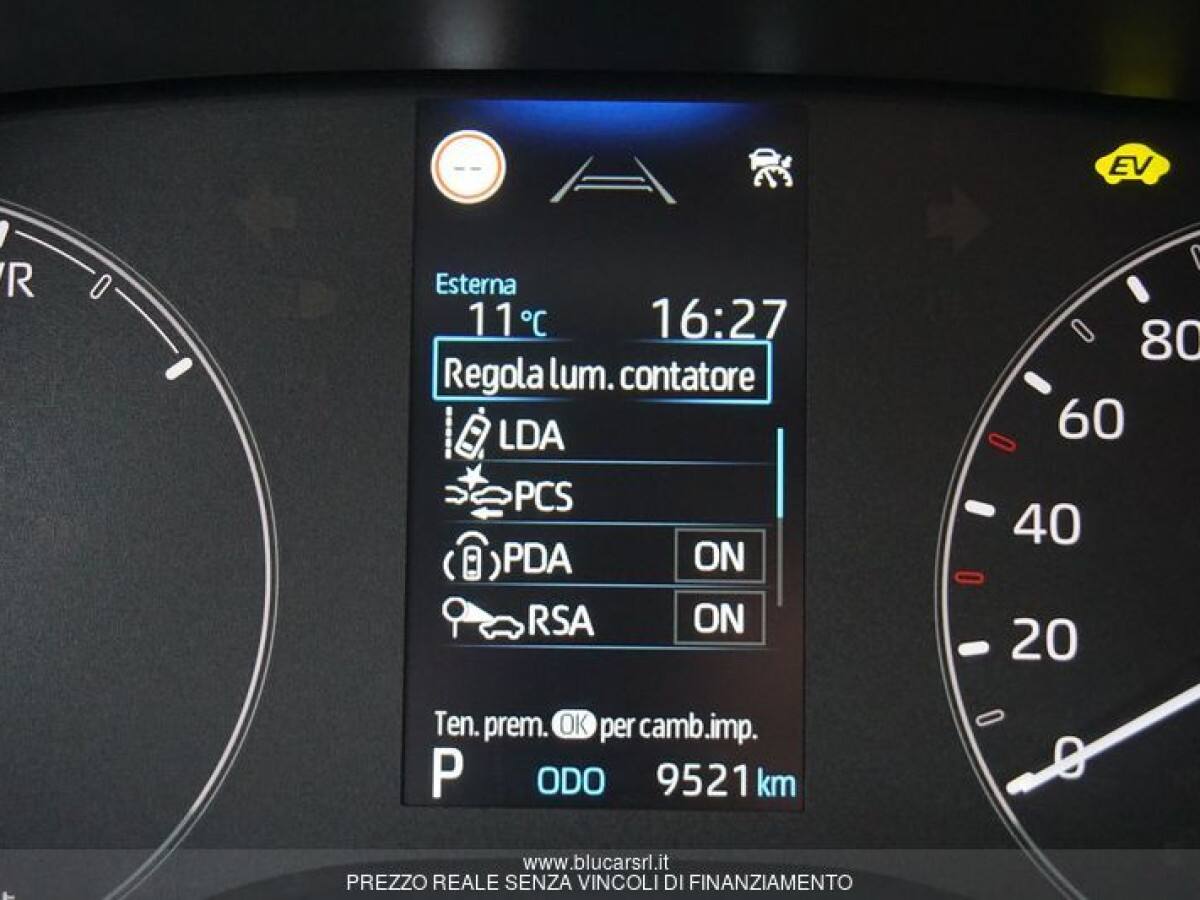 --
EV
Esterna
11°C 16:27
Regola lum. contatore
LDA
PCS
PDA ON
RSA ON
Ten. prem. OK per camb.imp.
P ODO 9521 km
80
60
40
20
0
www.blucarsrl.it
PREZZO REALE SENZA VINCOLI DI FINANZIAMENTO